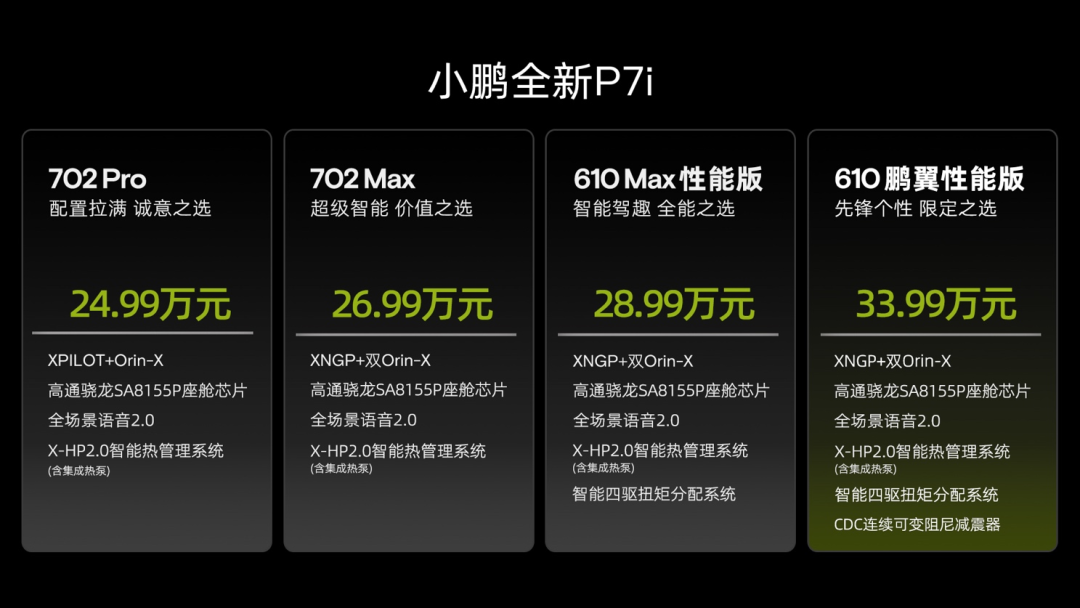 小鹏全新P7i
702 Pro
配置拉满 诚意之选
24.99万元
XPILOT+Orin-X
高通骁龙SA8155P座舱芯片
全场景语音2.0
X-HP2.0智能热管理系统
(含集成热泵)
702 Max
超级智能 价值之选
26.99万元
XNGP+双Orin-X
高通骁龙SA8155P座舱芯片
全场景语音2.0
X-HP2.0智能热管理系统
(含集成热泵)
610 Max 性能版
智能驾趣 全能之选
28.99万元
XNGP+双Orin-X
高通骁龙SA8155P座舱芯片
全场景语音2.0
X-HP2.0智能热管理系统
(含集成热泵)
智能四驱扭矩分配系统
610 鹏翼性能版
先锋个性 限定之选
33.99万元
XNGP+双Orin-X
高通骁龙SA8155P座舱芯片
全场景语音2.0
X-HP2.0智能热管理系统
(含集成热泵)
智能四驱扭矩分配系统
CDC连续可变阻尼减震器